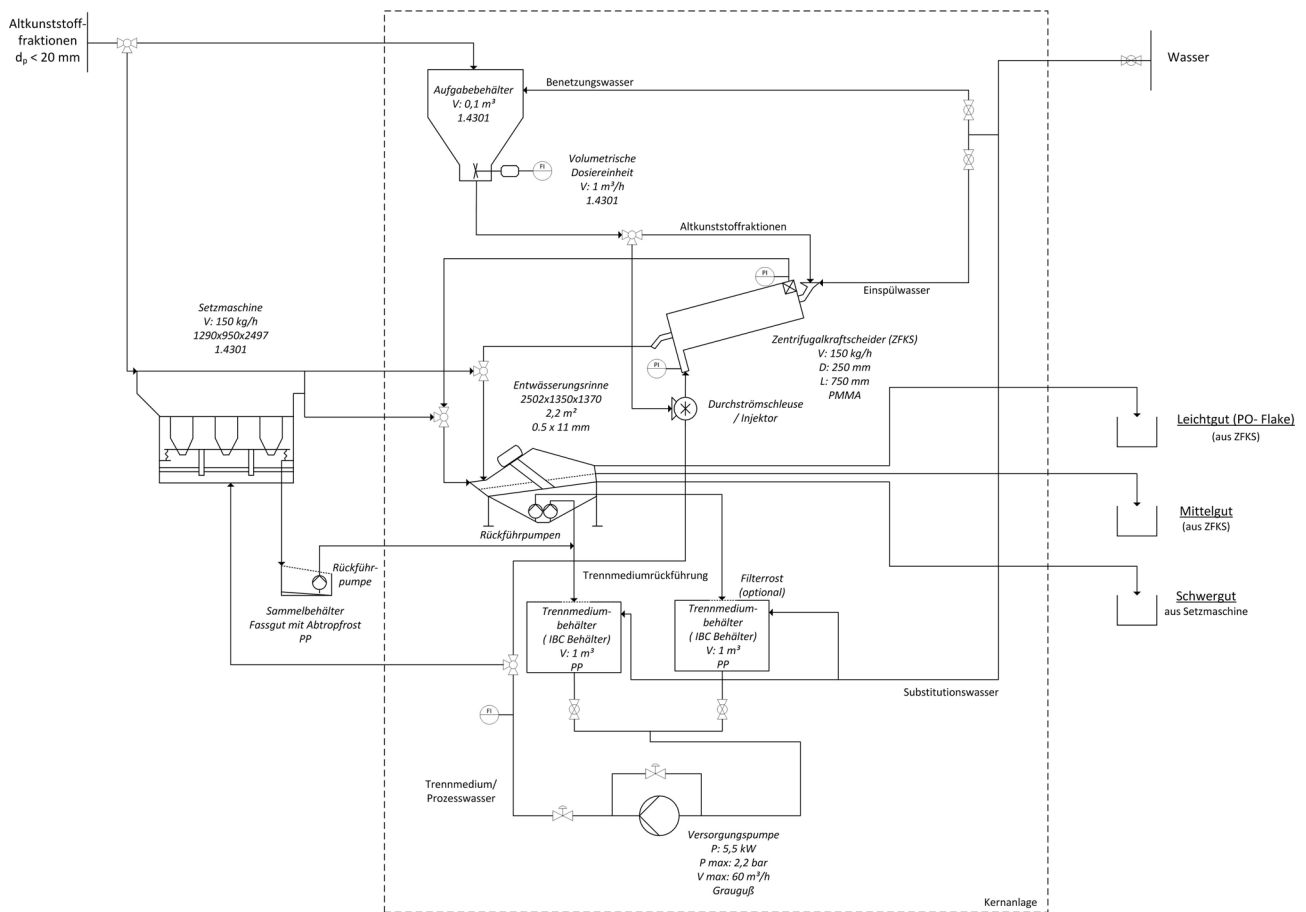 Altkunststoff-
fraktionen
dₚ < 20 mm
Wasser
Benetzungswasser
Aufgabebehälter
V: 0,1 m³
1.4301
FI
Volumetrische
Dosiereinheit
V: 1 m³/h
1.4301
Altkunststoffraktionen
PI
Einspülwasser
Setzmaschine
V: 150 kg/h
1290x950x2497
1.4301
Zentrifugalkraftscheider (ZFKS)
V: 150 kg/h
D: 250 mm
L: 750 mm
PMMA
PI
Entwässerungsrinne
2502x1350x1370
2,2 m²
0.5 x 11 mm
Durchströmschleuse
/ Injektor
Leichtgut (PO- Flake)
(aus ZFKS)
Mittelgut
(aus ZFKS)
Rückführpumpen
Rückführ-
pumpe
Trennmediumrückführung
Filterrost
(optional)
Schwergut
aus Setzmaschine
Sammelbehälter
Fassgut mit Abtropfrost
PP
Trennmedium-
behälter
( IBC Behälter)
V: 1 m³
PP
Trennmedium-
behälter
( IBC Behälter)
V: 1 m³
PP
Substitutionswasser
FI
Trennmedium/
Prozesswasser
Versorgungspumpe
P: 5,5 kW
P max: 2,2 bar
V max: 60 m³/h
Grauguß
Kernanlage